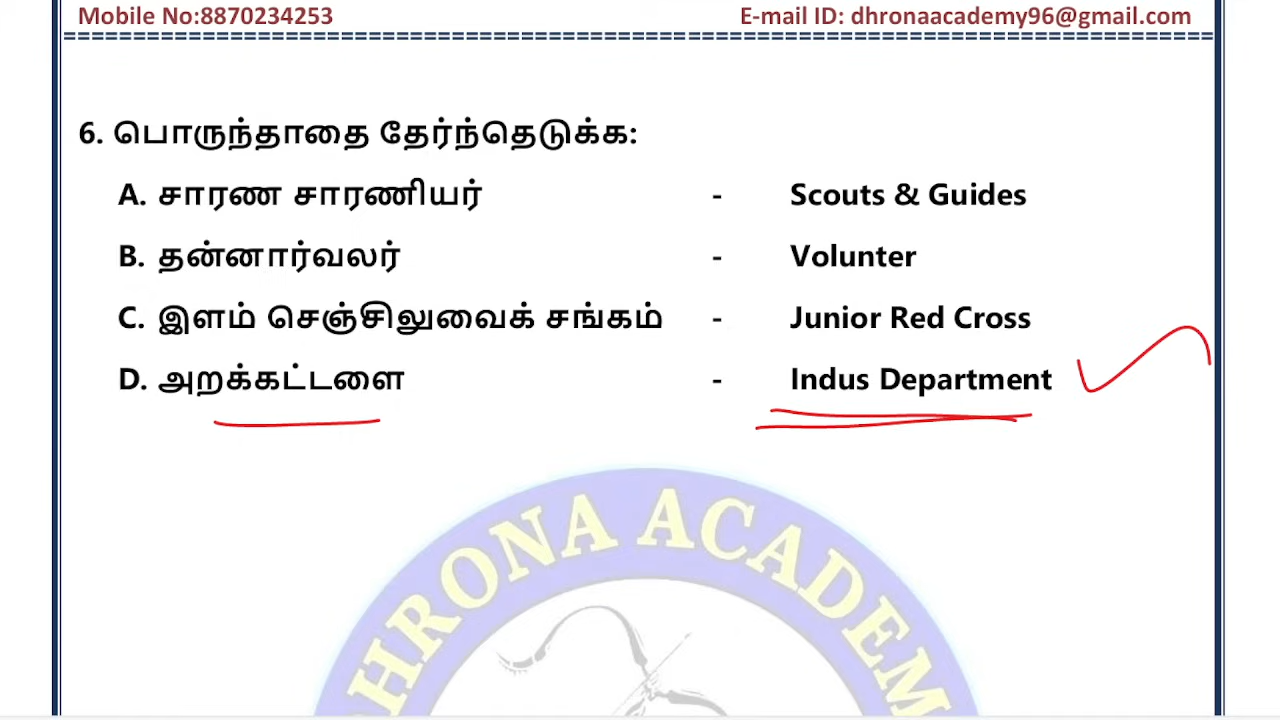 Mobile No:8870234253 E-mail ID: dhronaacademy96@gmail.com
6. பொருந்தாதை தேர்ந்தெடுக்க:
A. சாரண சாரணியர் - Scouts & Guides
B. தன்னார்வலர் - Volunter
C. இளம் செஞ்சிலுவைக் சங்கம் - Junior Red Cross
D. அறக்கட்டளை - Indus Department
DHRONA ACADEMY